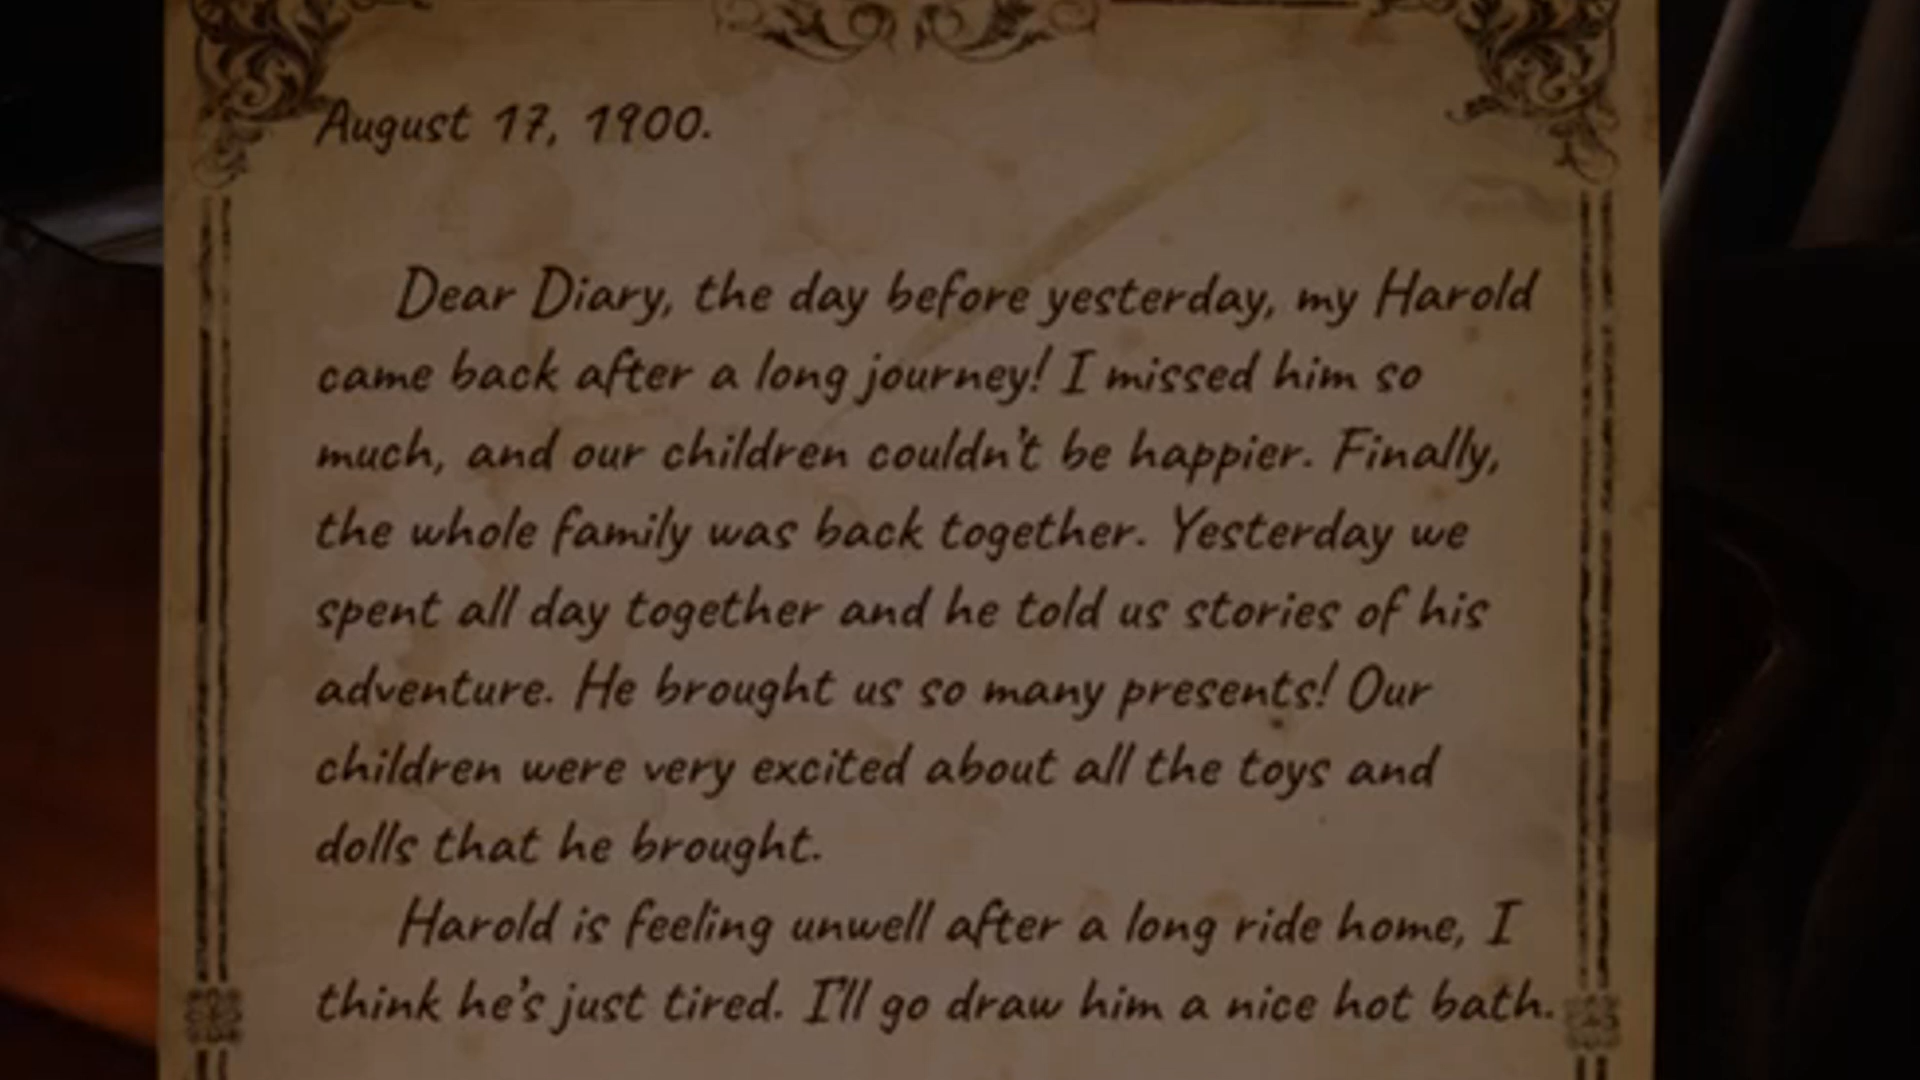 August 17, 1900.
Dear Diary, the day before yesterday, my Harold
came back after a long journey! I missed him so
much, and our children couldn't be happier. Finally,
the whole family was back together. Yesterday we
spent all day together and he told us stories of his
adventure. He brought us so many presents! Our
children were very excited about all the toys and
dolls that he brought.
Harold is feeling unwell after a long ride home, I
think he's just tired. I'll go draw him a nice hot bath.